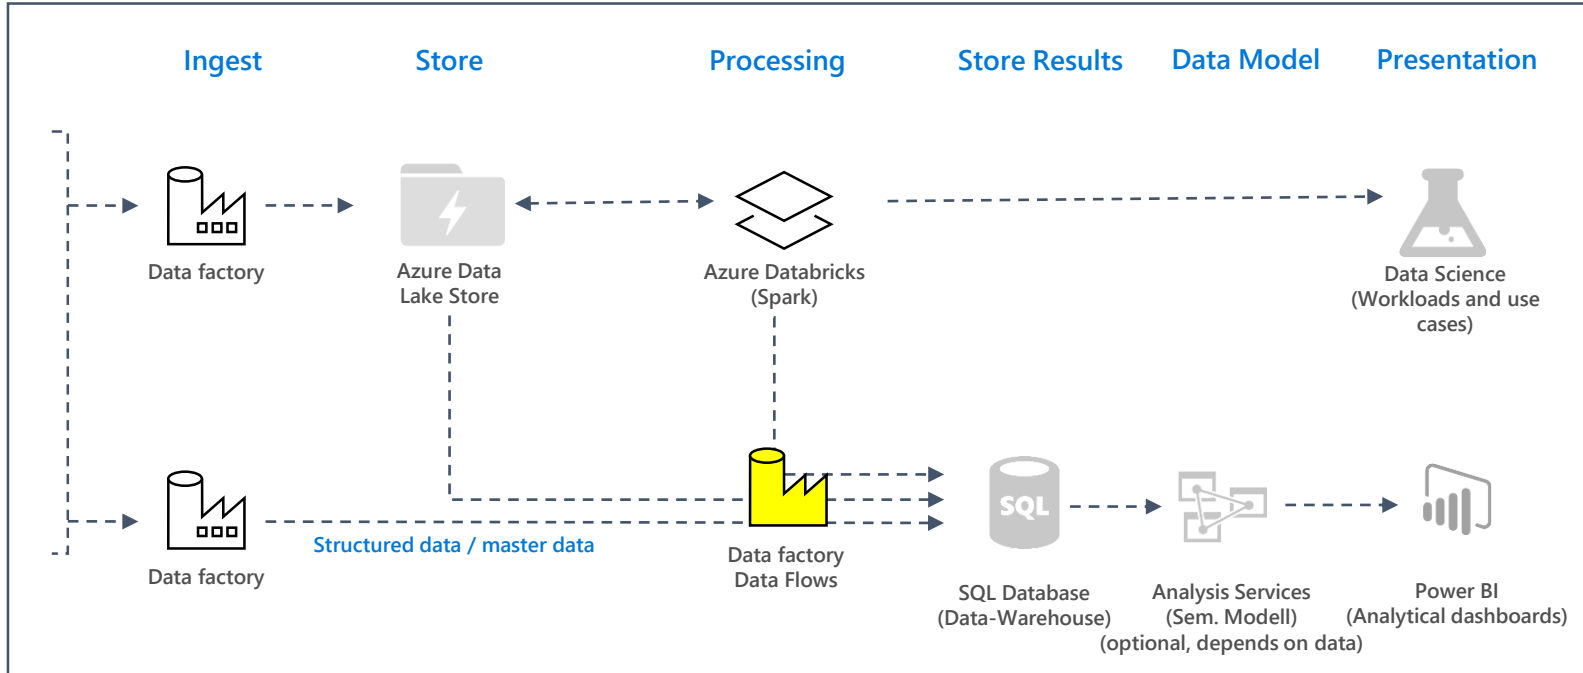 Ingest
Store
Processing
Store Results
Data Model
Presentation
Data factory
Azure Data
Lake Store
Azure Databricks
(Spark)
Data Science
(Workloads and use
cases)
Structured data / master data
Data factory
Data factory
Data Flows
SQL
SQL Database
(Data-Warehouse)
Analysis Services
(Sem. Modell)
(optional, depends on data)
Power BI
(Analytical dashboards)